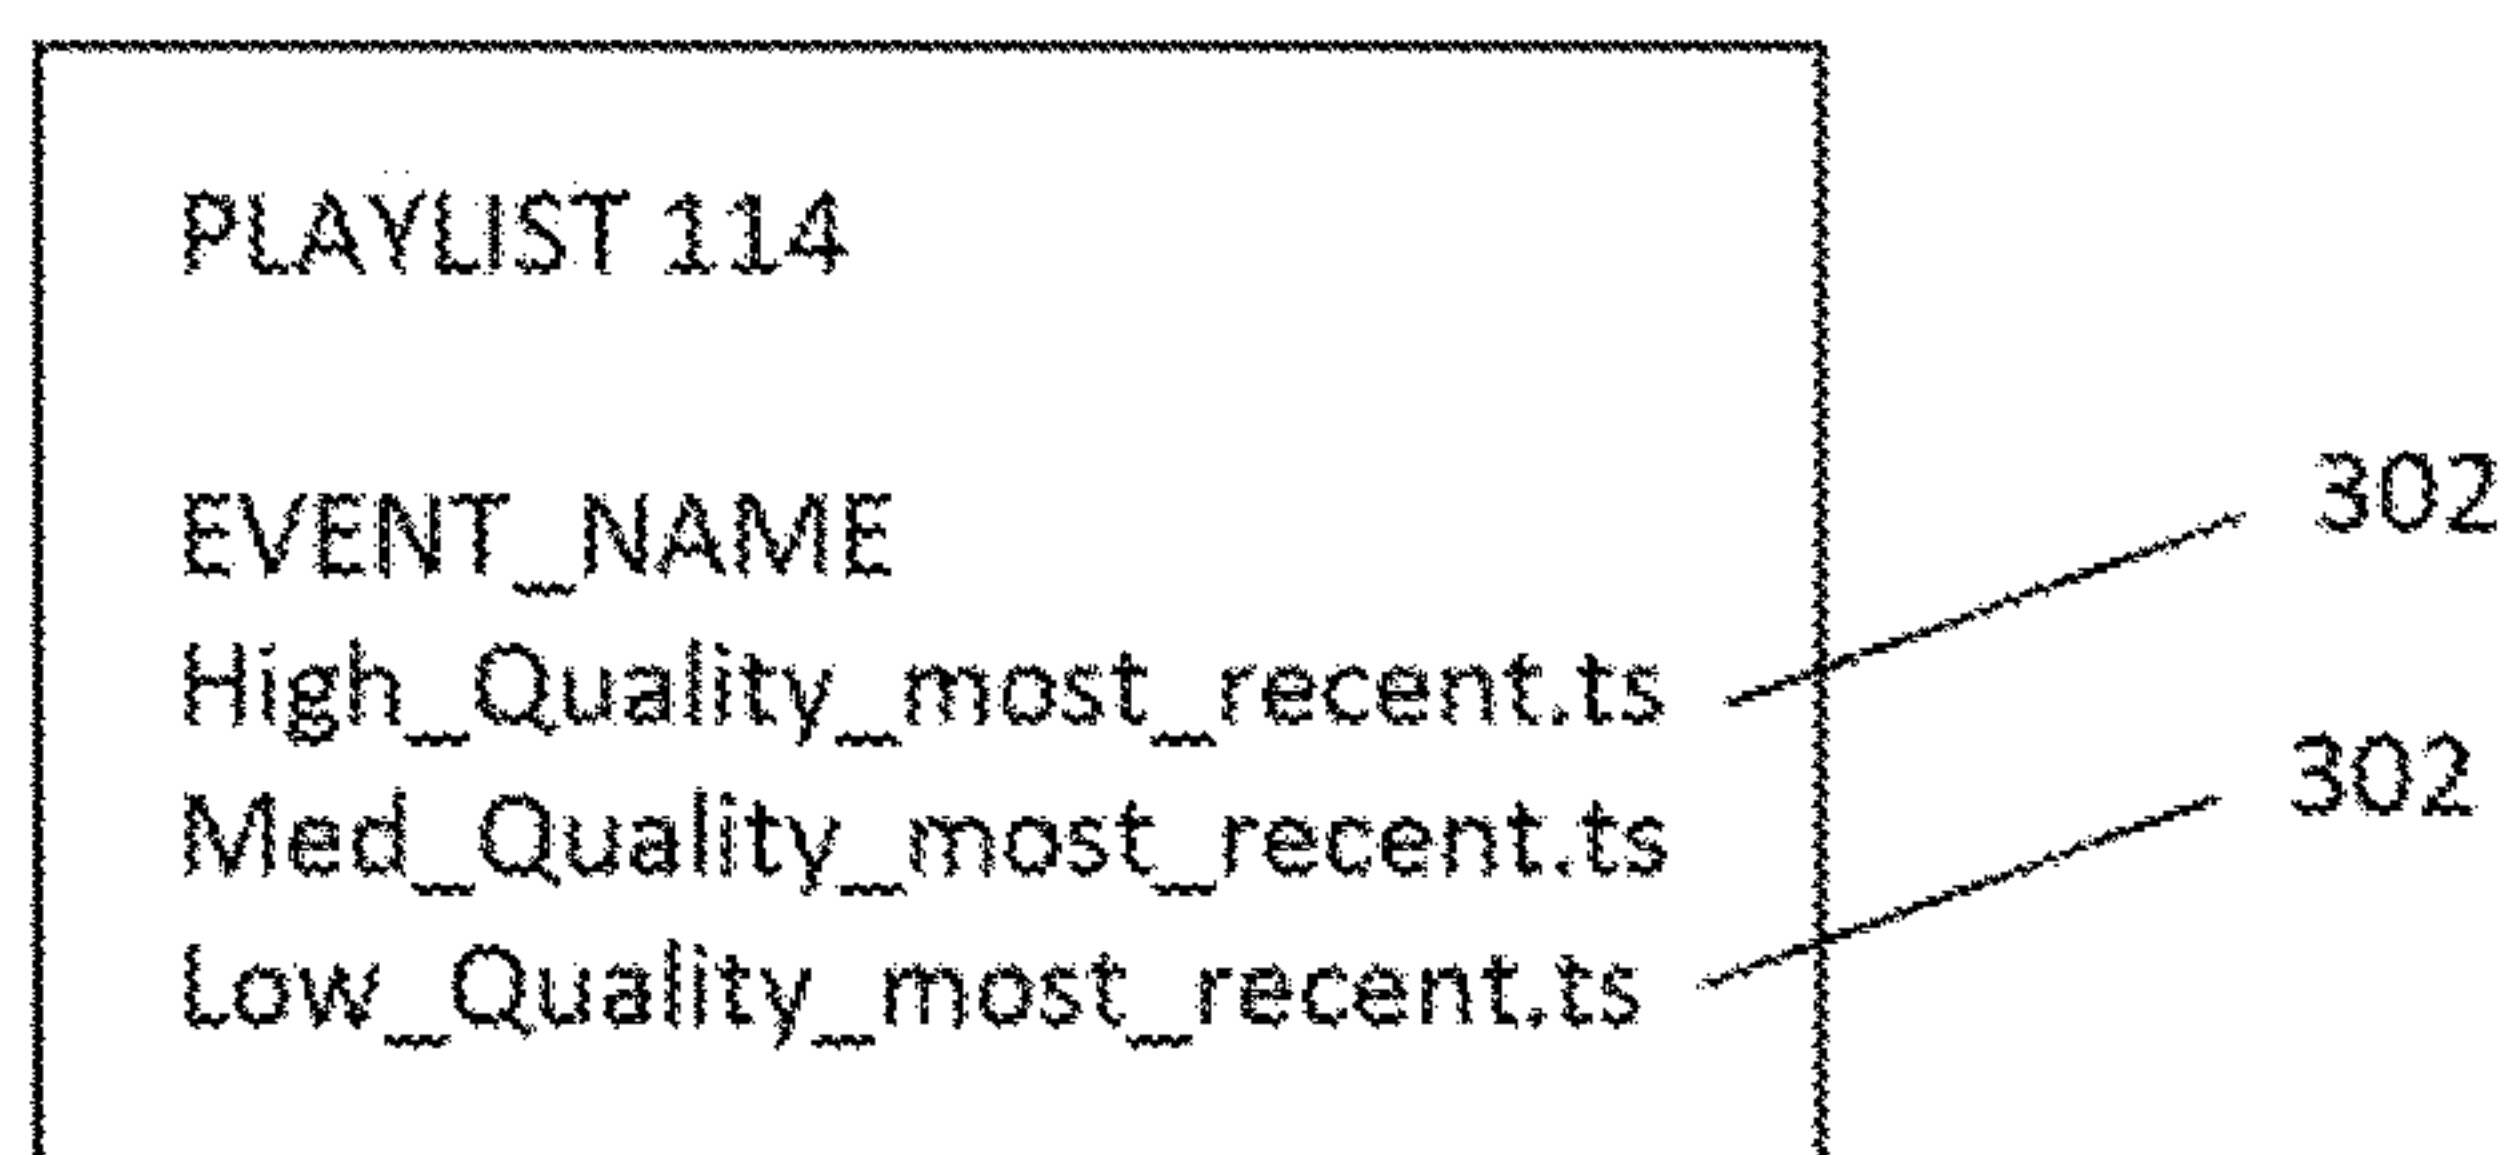 PLAYLIST 114
EVENT_NAME
302
High_Quality_most_recent.ts
302
Med_Quality_most_recent.ts
Low_Quality_most_recent.ts